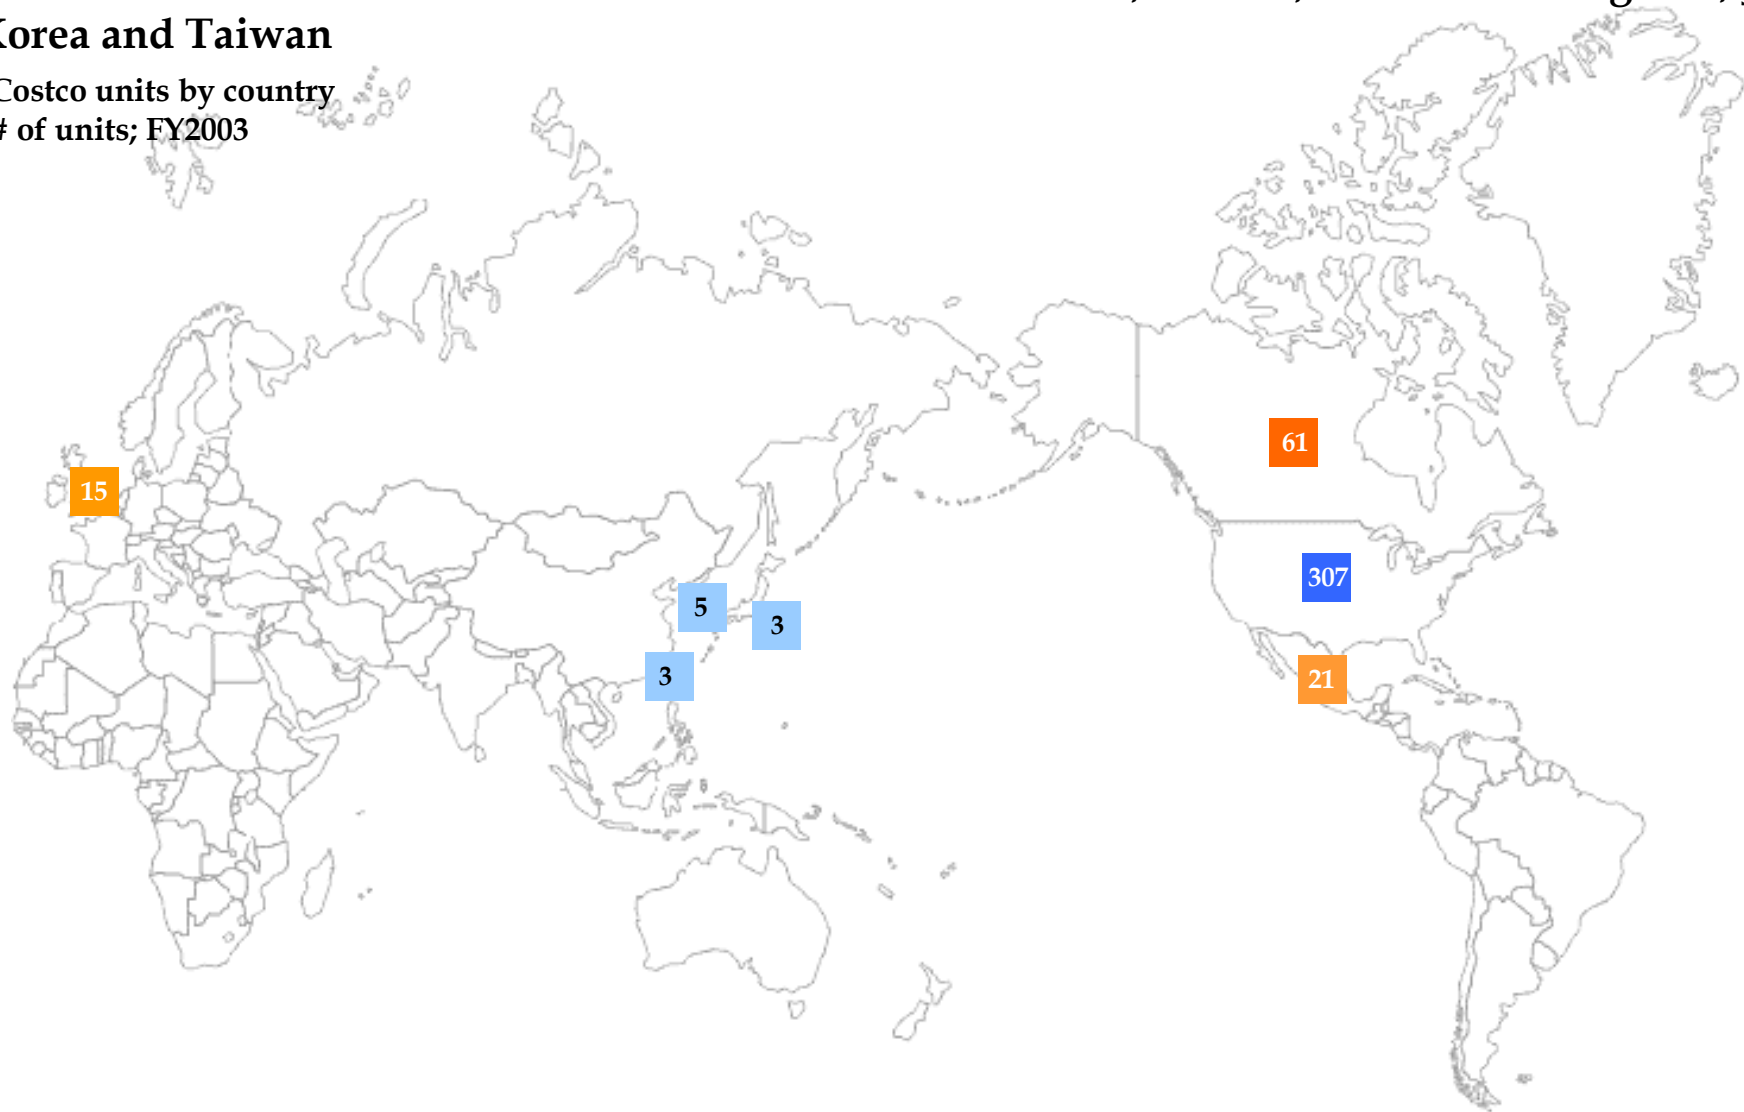 Korea and Taiwan
Costco units by country
# of units; FY2003
61
15
307
5
3
3
21